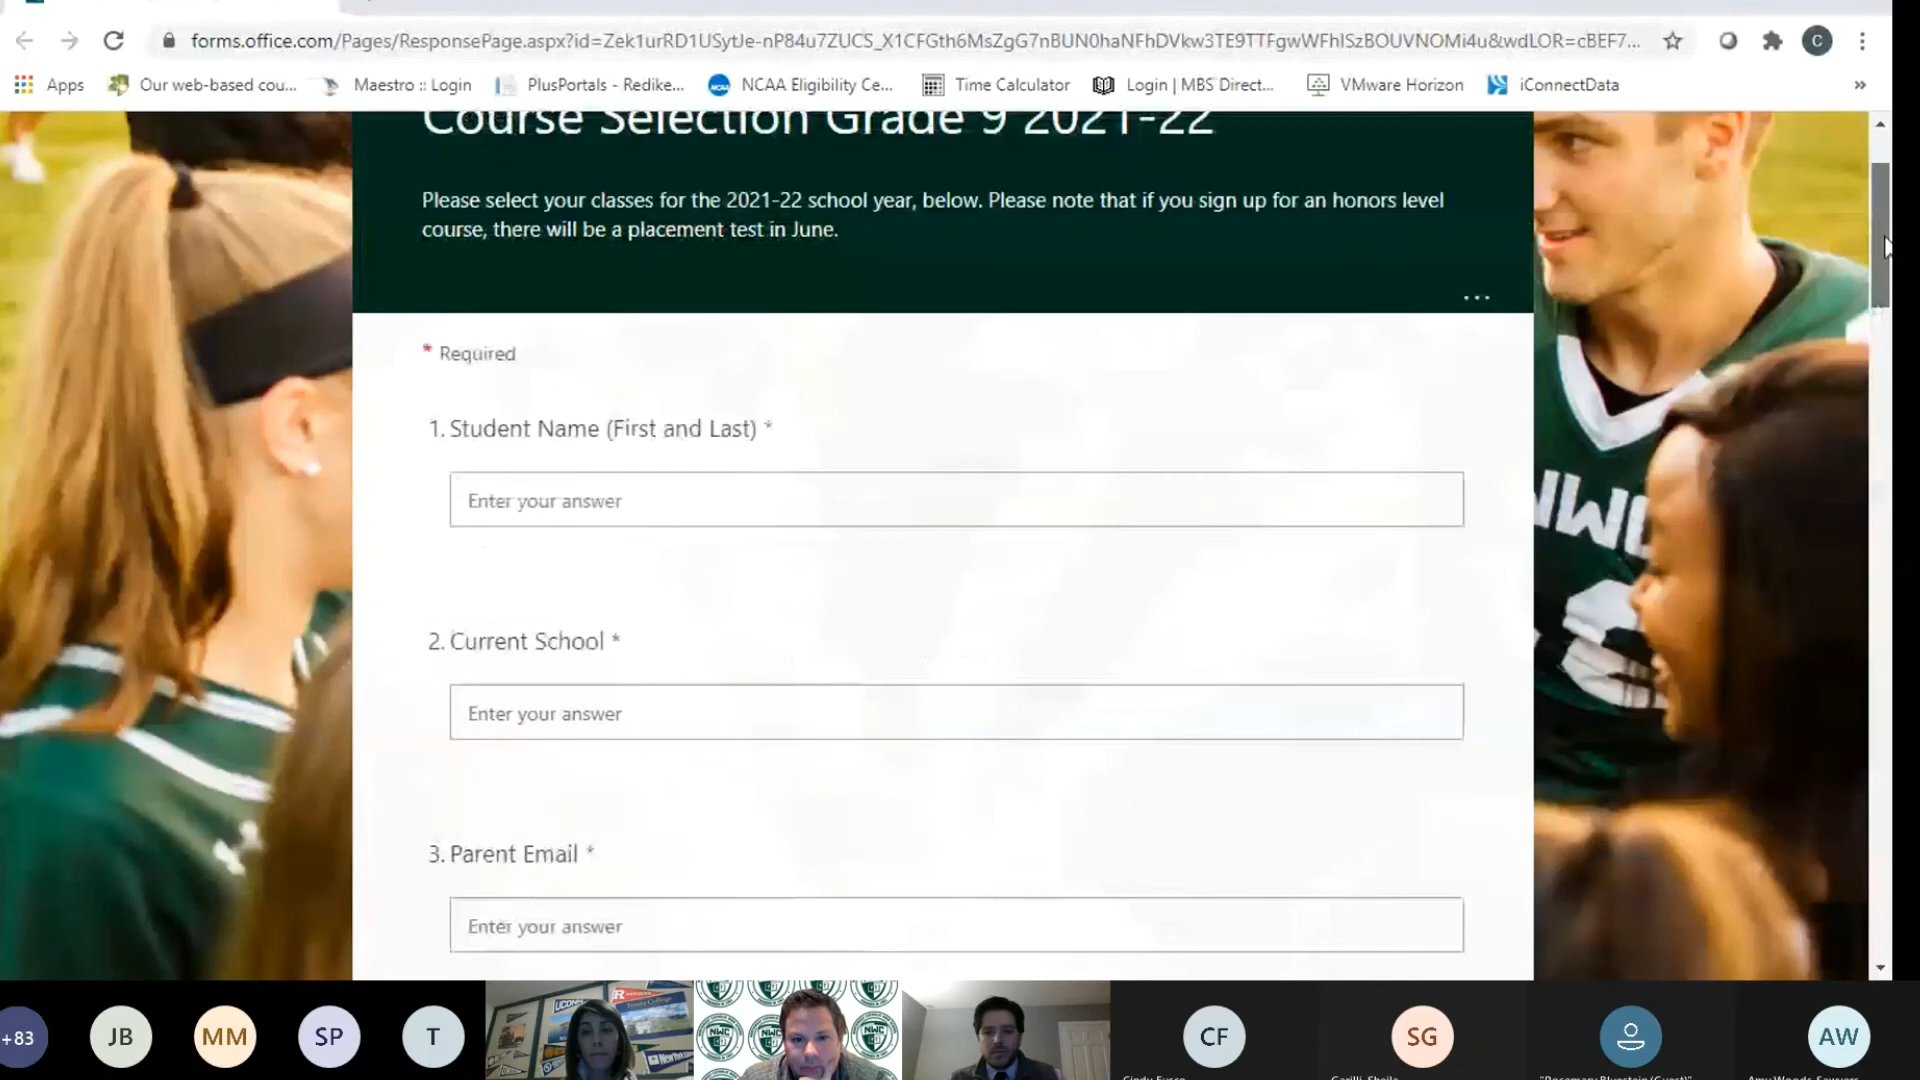 forms.office.com/Pages/ResponsePage.aspx?id=Zek1urRD1USytJe-nP84u7ZUCS_X1CFGth6MsZgG7nBUN0haNFhDVkw3TE9TTFgwWFhISzBOUVNOMi4u&wdLOR=cBEF7...
C
Apps
Our web-based cou...
Maestro :: Login
PlusPortals - Redike...
NCAA Eligibility Ce...
Time Calculator
Login | MBS Direct...
VMware Horizon
iConnectData
»
Course Selection Grade 9 2021-22
Please select your classes for the 2021-22 school year, below. Please note that if you sign up for an honors level
course, there will be a placement test in June.
...
* Required
1. Student Name (First and Last) *
Enter your answer
2. Current School *
Enter your answer
3. Parent Email *
Enter your answer
+83
JB
MM
SP
T
UCONN
NWC
CF
SG
AW